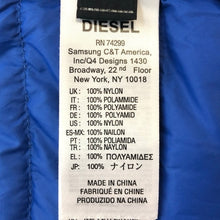 DIESEL
RN 74299
Samsung C&T America,
Inc/Q4 Designs 1430
Broadway, 22nd Floor
New York, NY 10018
UK: 100% NYLON
IT: 100% POLAMMIDE
FR: 100% POLYAMIDE
DE: 100% POLYAMID
US: 100% NYLON
ES-MX: 100% NAILON
PT: 100% POLIAMIDA
TR: 100% NAYLON
EL: 100% ΠΟΛΥΑΜΙΔΕΣ
JP: 100% ナイロン
MADE IN CHINA
FABRIQUÉ EN CHINE
PRODUZIDO NA CHINA